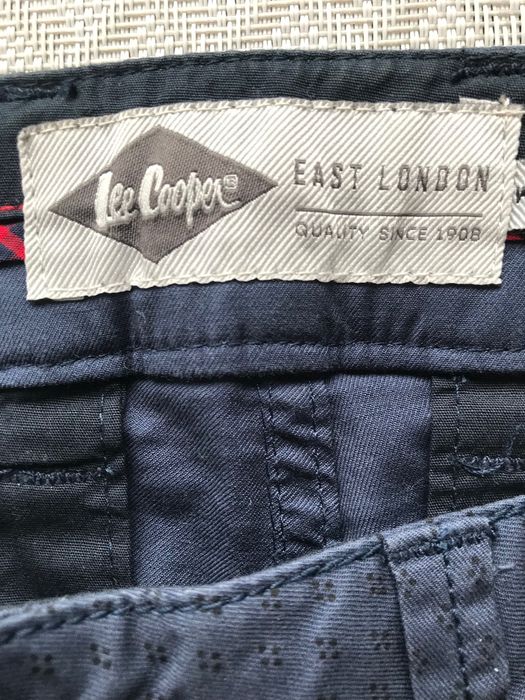 Lee Cooper
EAST LONDON
QUALITY SINCE 1908